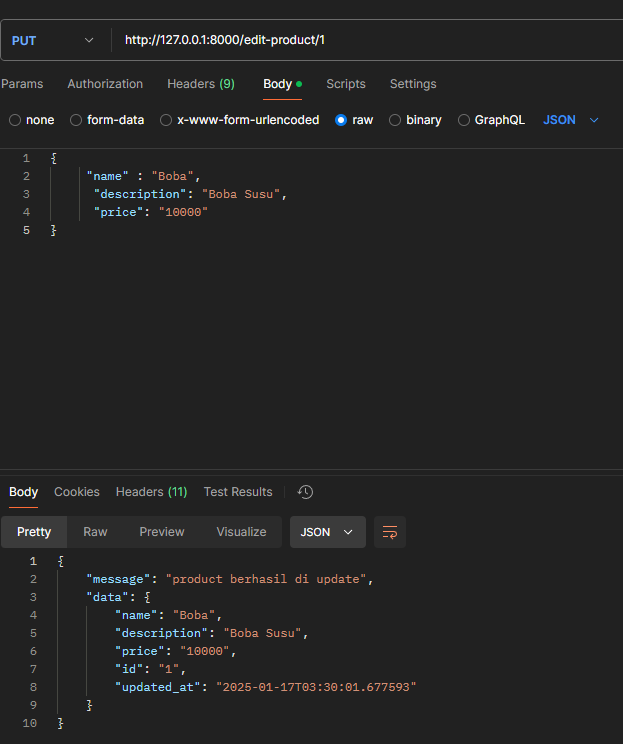 PUT http://127.0.0.1:8000/edit-product/1
Params Authorization Headers (9) Body Scripts Settings
none form-data x-www-form-urlencoded raw binary GraphQL JSON
1 {
2 "name" : "Boba",
3 "description": "Boba Susu",
4 "price": "10000"
5 }
Body Cookies Headers (11) Test Results
Pretty Raw Preview Visualize JSON
1 {
2 "message": "product berhasil di update",
3 "data": {
4 "name": "Boba",
5 "description": "Boba Susu",
6 "price": "10000",
7 "id": "1",
8 "updated_at": "2025-01-17T03:30:01.677593"
9 }
10 }